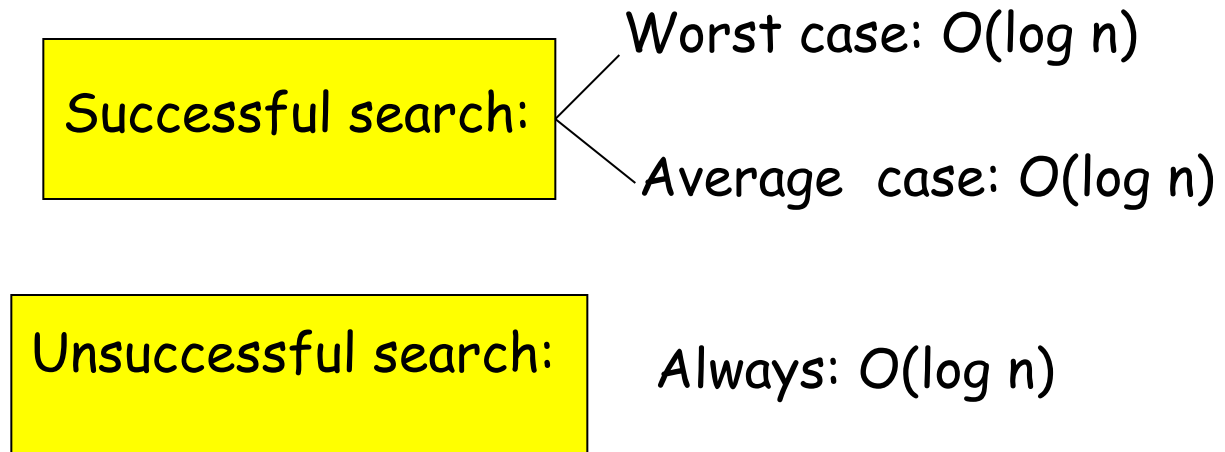 Worst case: O(log n)
Successful search:
Average case: O(log n)
Unsuccessful search:
Always: O(log n)